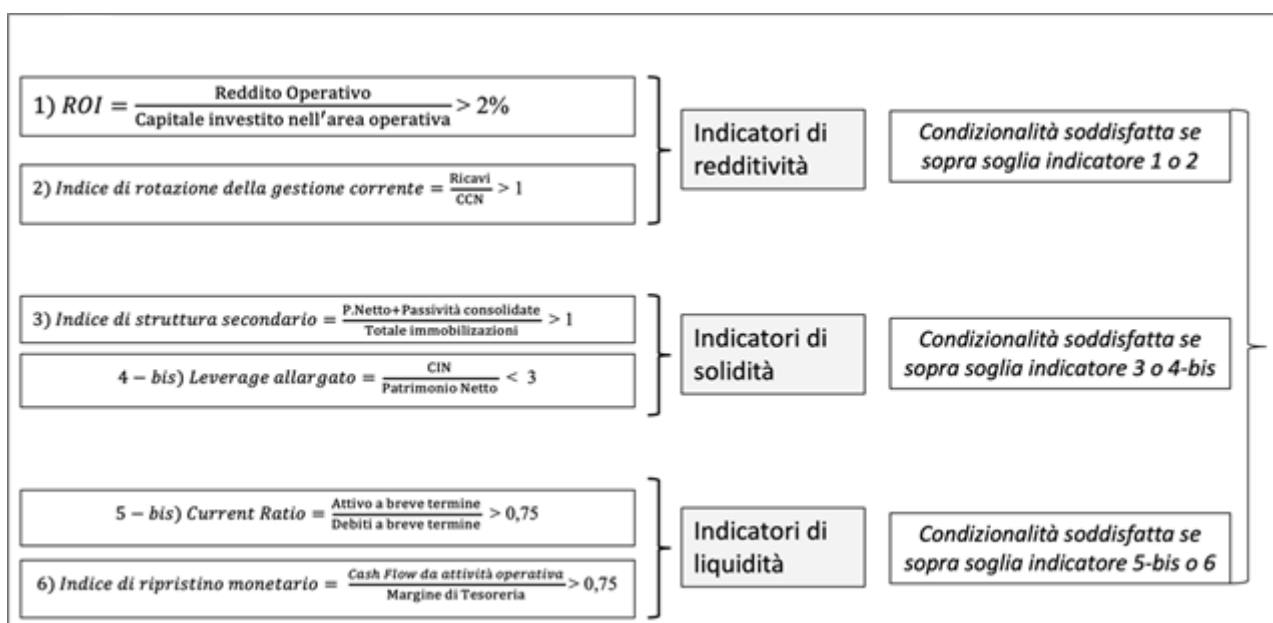 1) ROI = Reddito Operativo / Capitale investito nell'area operativa > 2%
2) Indice di rotazione della gestione corrente = Ricavi / CCN > 1
Indicatori di
redditività
Condizionalità soddisfatta se
sopra soglia indicatore 1 o 2
3) Indice di struttura secondario = P.Netto+Passività consolidate / Totale immobilizzazioni > 1
4 − bis) Leverage allargato = CIN / Patrimonio Netto < 3
Indicatori di
solidità
Condizionalità soddisfatta se
sopra soglia indicatore 3 o 4-bis
5 − bis) Current Ratio = Attivo a breve termine / Debiti a breve termine > 0,75
6) Indice di ripristino monetario = Cash Flow da attività operativa / Margine di Tesoreria > 0,75
Indicatori di
liquidità
Condizionalità soddisfatta se
sopra soglia indicatore 5-bis o 6